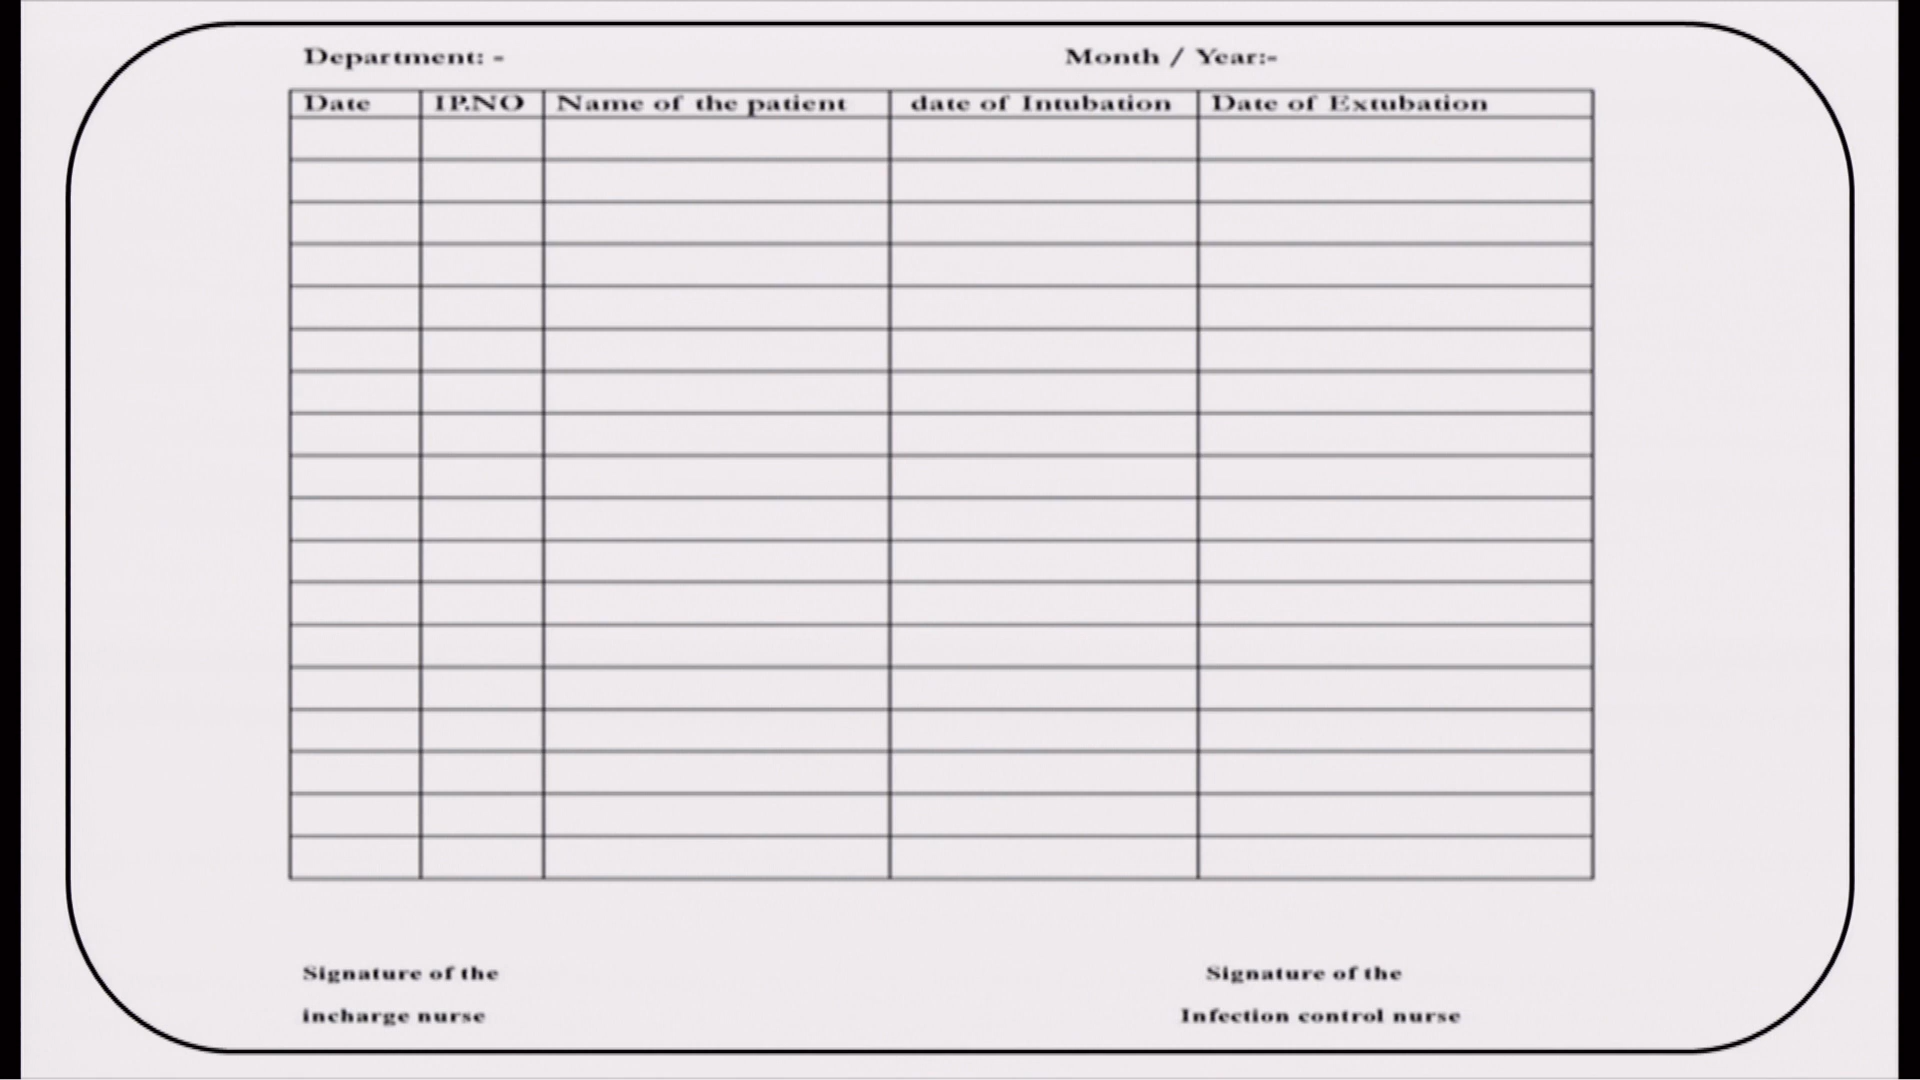 Department: - Month / Year:-
Date IP.NO Name of the patient date of Intubation Date of Extubation
Signature of the Signature of the
incharge nurse Infection control nurse